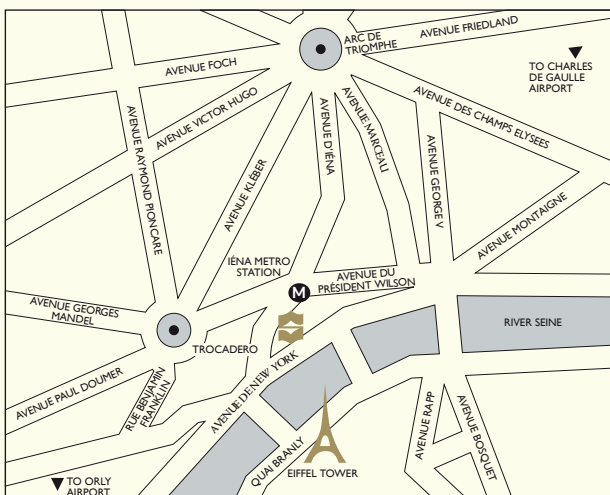 AVENUE FRIEDLAND
ARC DE
TRIOMPHE
TO CHARLES
DE GAULLE
AIRPORT
AVENUE FOCH
AVENUE DES CHAMPS ELYSEES
AVENUE VICTOR HUGO
AVENUE RAYMOND PIONCARE
AVENUE KLÉBER
AVENUE D'IÉNA
AVENUE MARCEAU
AVENUE GEORGE V
AVENUE MONTAIGNE
IÉNA METRO
STATION
M
AVENUE DU
PRÉSIDENT WILSON
AVENUE GEORGES
MANDEL
RIVER SEINE
TROCADERO
AVENUE PAUL DOUMER
RUE BENJAMIN
FRANKLIN
AVENUE DE NEW YORK
QUAI BRANLY
EIFFEL TOWER
AVENUE RAPP
AVENUE BOSQUET
TO ORLY
AIRPORT